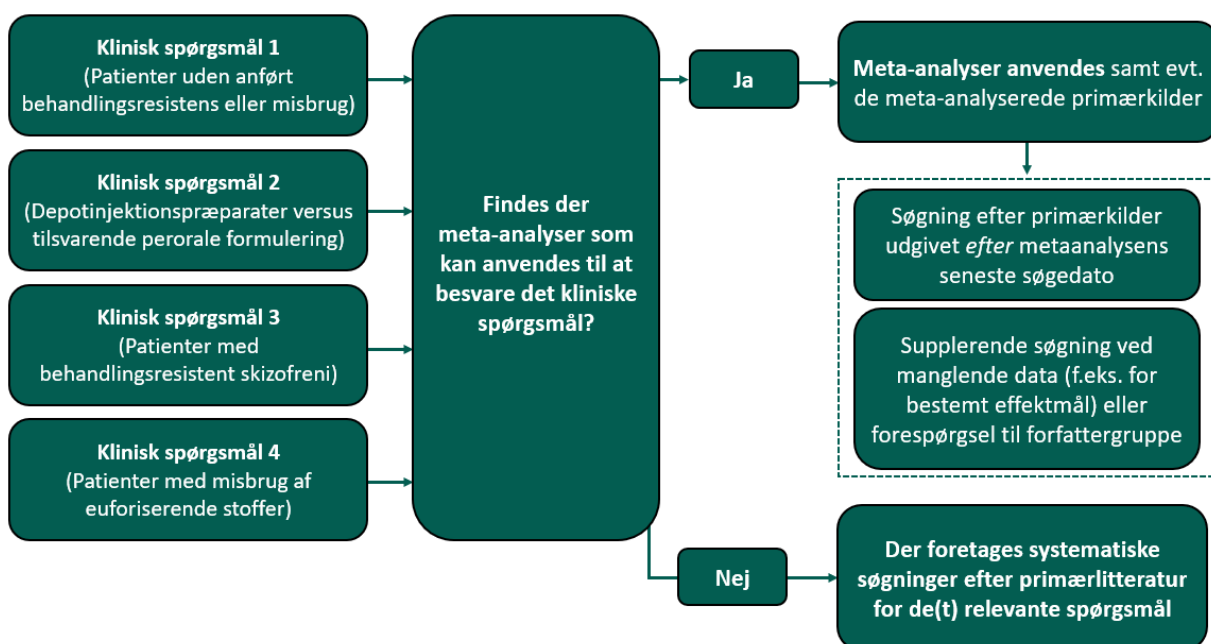 Klinisk spørgsmål 1
(Patienter uden anført
behandlingsresistens eller misbrug)
Klinisk spørgsmål 2
(Depotinjektionspræparater versus
tilsvarende perorale formulering)
Klinisk spørgsmål 3
(Patienter med
behandlingsresistent skizofreni)
Klinisk spørgsmål 4
(Patienter med misbrug af
euforiserende stoffer)
Findes der
meta-analyser som
kan anvendes til at
besvare det kliniske
spørgsmål?
Ja
Meta-analyser anvendes samt evt.
de meta-analyserede primærkilder
Søgning efter primærkilder
udgivet efter metaanalysens
seneste søgedato
Supplerende søgning ved
manglende data (f.eks. for
bestemt effektmål) eller
forespørgsel til forfattergruppe
Nej
Der foretages systematiske
søgninger efter primærlitteratur
for de(t) relevante spørgsmål